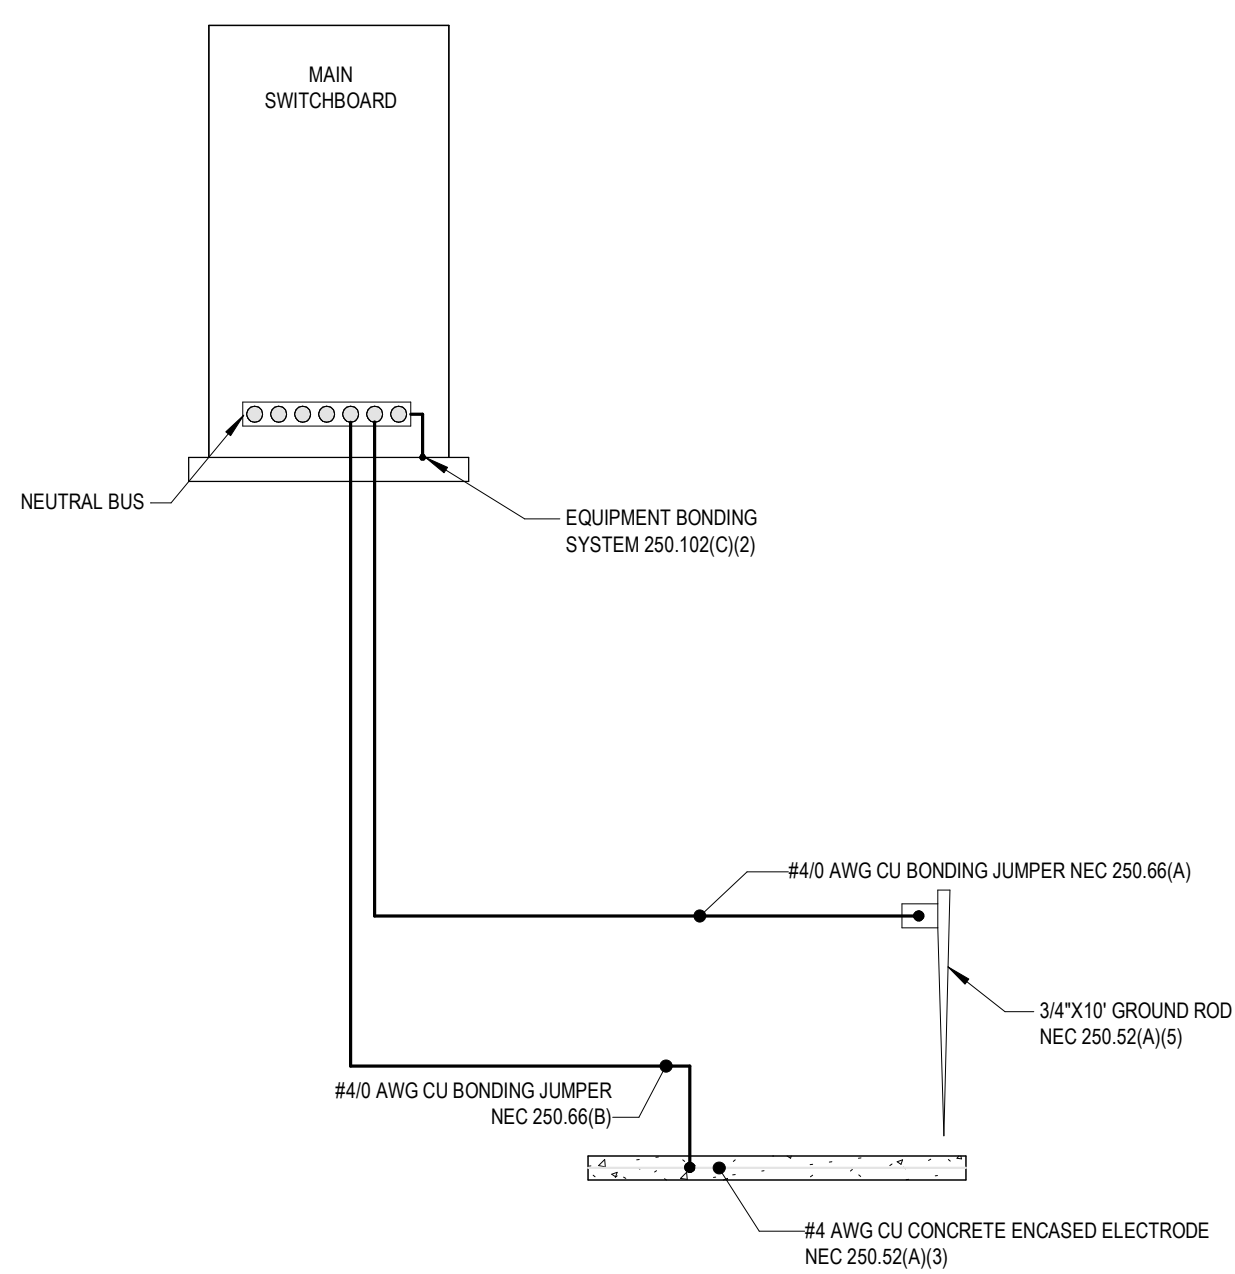 MAIN
SWITCHBOARD
NEUTRAL BUS
EQUIPMENT BONDING
SYSTEM 250.102(C)(2)
#4/0 AWG CU BONDING JUMPER NEC 250.66(A)
3/4"X10' GROUND ROD
NEC 250.52(A)(5)
#4/0 AWG CU BONDING JUMPER
NEC 250.66(B)
#4 AWG CU CONCRETE ENCASED ELECTRODE
NEC 250.52(A)(3)